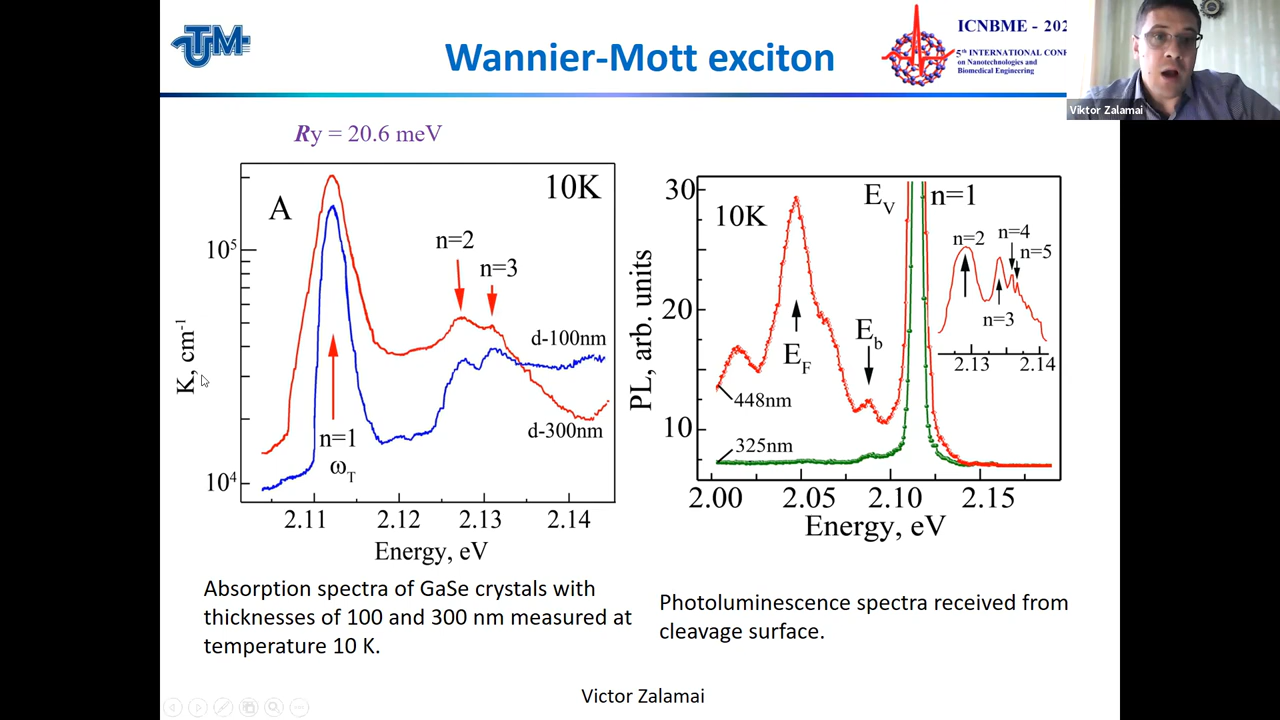 UTM
Wannier-Mott exciton
ICNBME - 202
5th INTERNATIONAL CONF
on Nanotechnologies and
Biomedical Engineering
Viktor Zalamai
Ry = 20.6 meV
A
10K
n=2
n=3
10⁵
K, cm⁻¹
d-100nm
d-300nm
n=1
ωT
10⁴
2.11 2.12 2.13 2.14
Energy, eV
30
10K
EV
n=1
n=2
n=4
n=5
n=3
2.13 2.14
PL, arb. units
20
EF
Eb
448nm
10
325nm
2.00 2.05 2.10 2.15
Energy, eV
Absorption spectra of GaSe crystals with
thicknesses of 100 and 300 nm measured at
temperature 10 K.
Photoluminescence spectra received from
cleavage surface.
Victor Zalamai